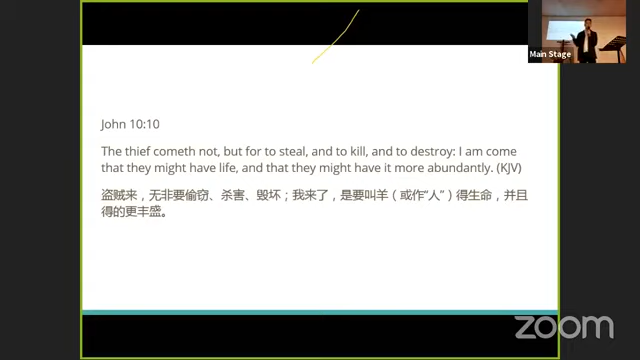 Main Stage
John 10:10
The thief cometh not, but for to steal, and to kill, and to destroy: I am come
that they might have life, and that they might have it more abundantly. (KJV)
盗贼来，无非要偷窃、杀害、毁坏；我来了，是要叫羊（或作“人”）得生命，并且
得的更丰盛。
zoom